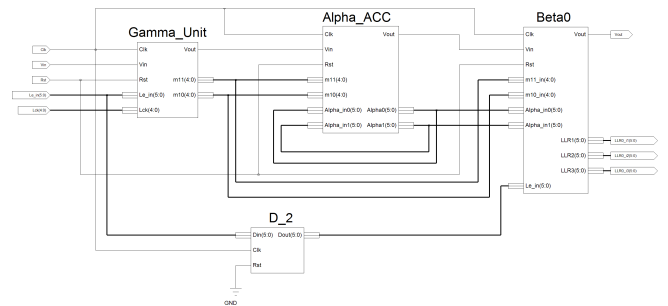 Gamma_Unit
Clk
Vout
Vin
Rst
m11(4:0)
m10(4:0)
Le_in(5:0)
Lck(4:0)
Alpha_ACC
Clk
Vout
Vin
Rst
m11(4:0)
m10(4:0)
Alpha_in0(5:0)
Alpha0(5:0)
Alpha_in1(5:0)
Alpha1(5:0)
Beta0
Clk
Vout
Vin
Rst
m11_in(4:0)
m10_in(4:0)
Alpha_in0(5:0)
Alpha_in1(5:0)
LLR1(5:0)
LLR2(5:0)
LLR3(5:0)
Le_in(5:0)
D_2
Din(5:0)
Dout(5:0)
Clk
Rst
GND
Clk
Vin
Rst
Le_in(5:0)
Lck(4:0)
Vout